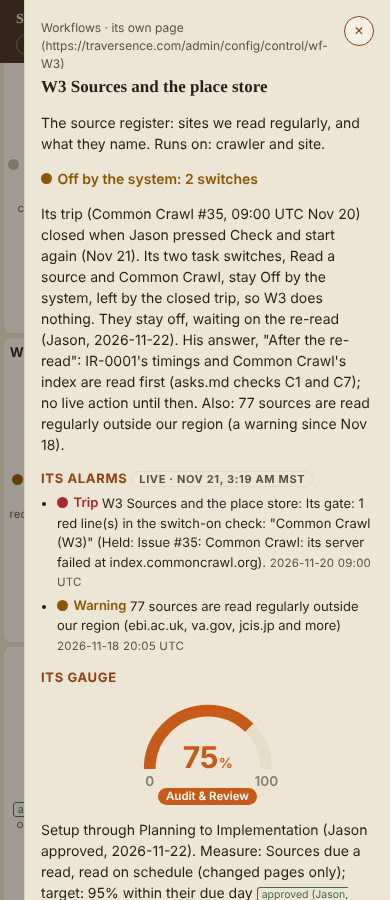 Workflows · its own page
(https://traversence.com/admin/config/control/wf-
W3)
×
W3 Sources and the place store
The source register: sites we read regularly, and
what they name. Runs on: crawler and site.
Off by the system: 2 switches
Its trip (Common Crawl #35, 09:00 UTC Nov 20)
closed when Jason pressed Check and start
again (Nov 21). Its two task switches, Read a
source and Common Crawl, stay Off by the
system, left by the closed trip, so W3 does
nothing. They stay off, waiting on the re-read
(Jason, 2026-11-22). His answer, "After the re-
read": IR-0001's timings and Common Crawl's
index are read first (asks.md checks C1 and C7);
no live action until then. Also: 77 sources are read
regularly outside our region (a warning since Nov
18).
ITS ALARMS LIVE · NOV 21, 3:19 AM MST
• Trip W3 Sources and the place store: Its gate: 1
red line(s) in the switch-on check: "Common Crawl
(W3)" (Held: Issue #35: Common Crawl: its server
failed at index.commoncrawl.org). 2026-11-20 09:00
UTC
• Warning 77 sources are read regularly outside
our region (ebi.ac.uk, va.gov, jcis.jp and more)
2026-11-18 20:05 UTC
ITS GAUGE
75%
0 100
Audit & Review
Setup through Planning to Implementation (Jason
approved, 2026-11-22). Measure: Sources due a
read, read on schedule (changed pages only);
target: 95% within their due day approved (Jason,